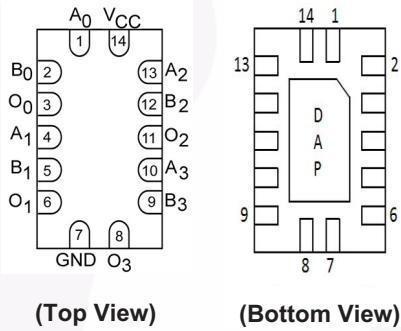 A0 VCC
1 14
B0 2 13 A2
O0 3 12 B2
A1 4 11 O2
B1 5 10 A3
O1 6 9 B3
7 8
GND O3
(Top View)
14 1
13 2
D
A
P
9 6
8 7
(Bottom View)